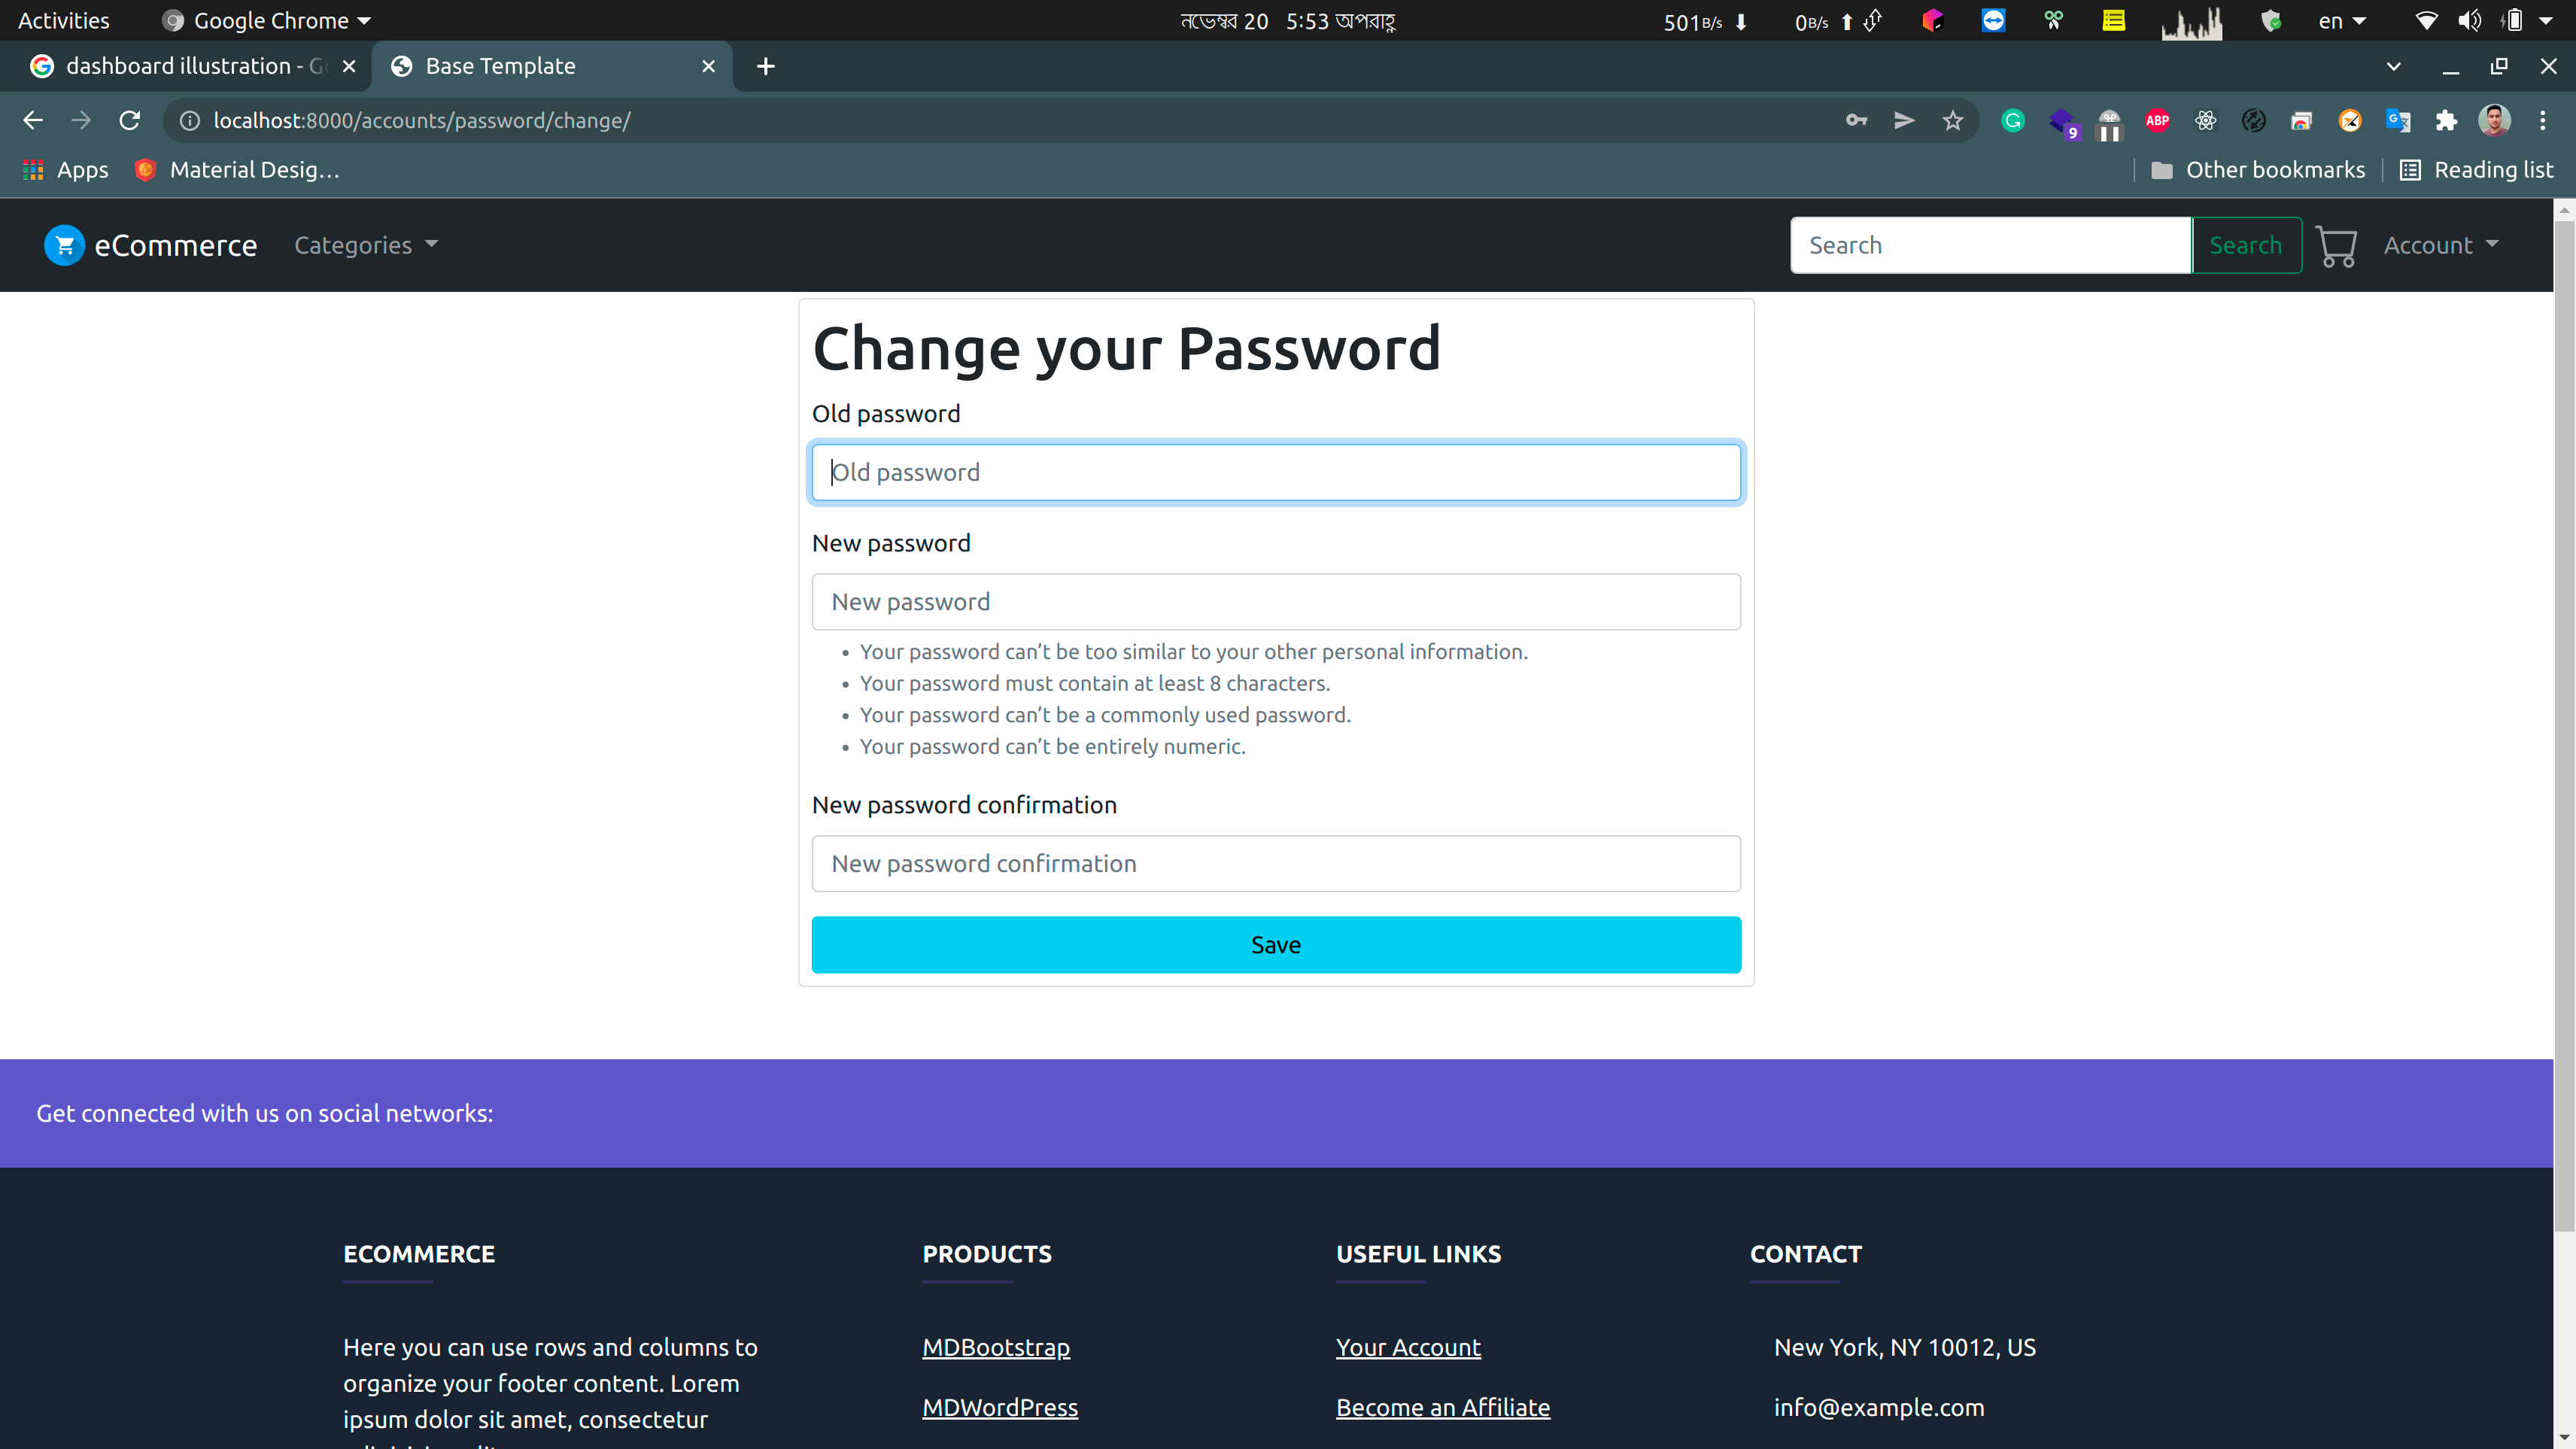 Activities Google Chrome নভেম্বর 20 5:53 অপরাহ্ণ 501B/s 0B/s en
dashboard illustration - Go Base Template
localhost:8000/accounts/password/change/ 9 ABP
Apps Material Desig… Other bookmarks Reading list
eCommerce Categories Search Search Account
Change your Password
Old password
Old password
New password
New password
• Your password can’t be too similar to your other personal information.
• Your password must contain at least 8 characters.
• Your password can’t be a commonly used password.
• Your password can’t be entirely numeric.
New password confirmation
New password confirmation
Save
Get connected with us on social networks:
ECOMMERCE PRODUCTS USEFUL LINKS CONTACT
Here you can use rows and columns to MDBootstrap Your Account New York, NY 10012, US
organize your footer content. Lorem
ipsum dolor sit amet, consectetur MDWordPress Become an Affiliate info@example.com